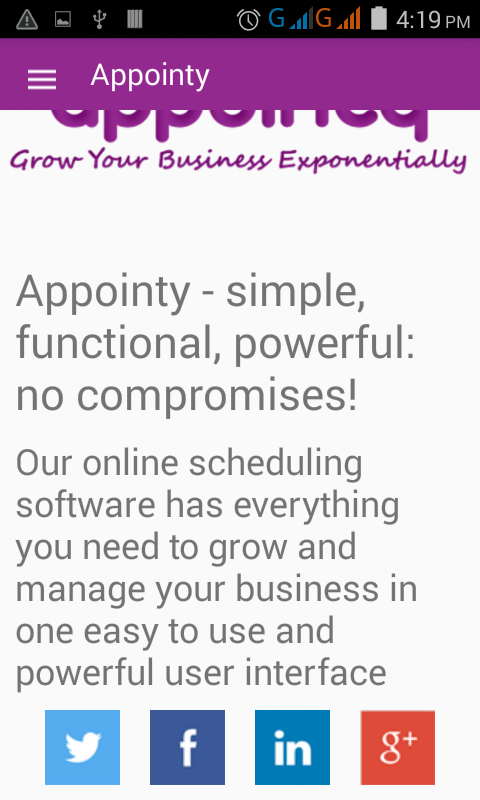 G G 4:19 PM
Appointy
Grow Your Business Exponentially
Appointy - simple,
functional, powerful:
no compromises!
Our online scheduling
software has everything
you need to grow and
manage your business in
one easy to use and
powerful user interface
f in g+